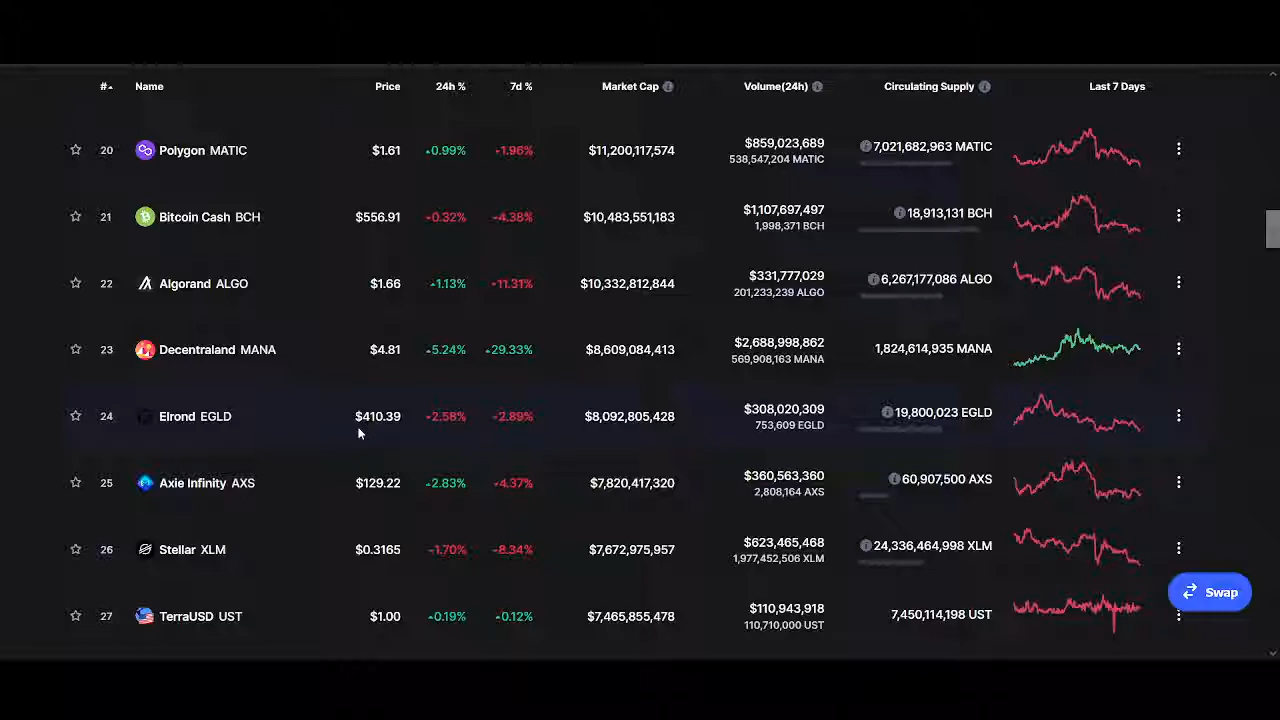 # Name Price 24h % 7d % Market Cap Volume(24h) Circulating Supply Last 7 Days
20 Polygon MATIC $1.61 0.99% 1.96% $11,200,117,574 $859,023,689 7,021,682,963 MATIC
538,547,204 MATIC
21 Bitcoin Cash BCH $556.91 0.32% 4.38% $10,483,551,183 $1,107,697,497 18,913,131 BCH
1,998,371 BCH
22 Algorand ALGO $1.66 1.13% 11.31% $10,332,812,844 $331,777,029 6,267,177,086 ALGO
201,233,239 ALGO
23 Decentraland MANA $4.81 5.24% 29.33% $8,609,084,413 $2,688,998,862 1,824,614,935 MANA
569,908,163 MANA
24 Elrond EGLD $410.39 2.58% 2.89% $8,092,805,428 $308,020,309 19,800,023 EGLD
753,609 EGLD
25 Axie Infinity AXS $129.22 2.83% 4.37% $7,820,417,320 $360,563,360 60,907,500 AXS
2,808,164 AXS
26 Stellar XLM $0.3165 1.70% 8.34% $7,672,975,957 $623,465,468 24,336,464,998 XLM
1,977,452,506 XLM
Swap
27 TerraUSD UST $1.00 0.19% 0.12% $7,465,855,478 $110,943,918 7,450,114,198 UST
110,710,000 UST